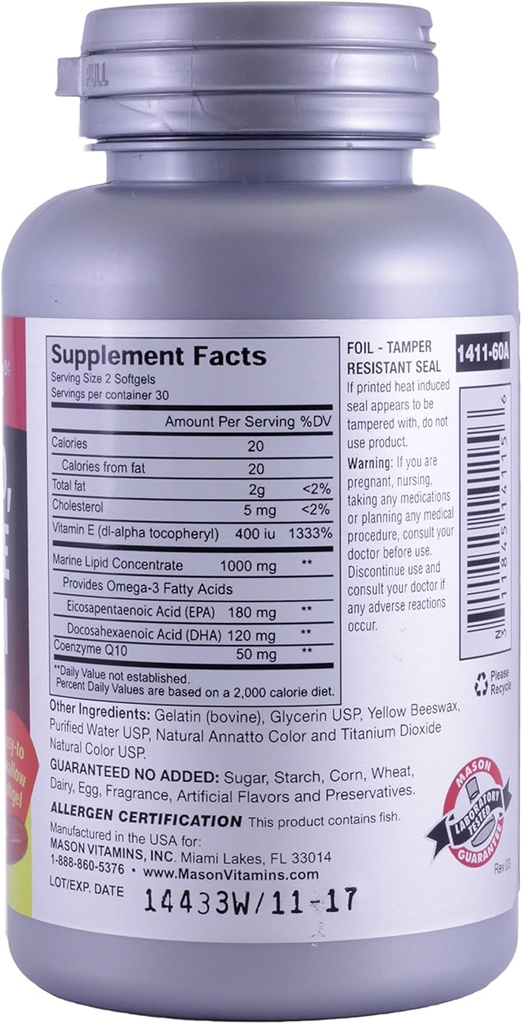 PULL
Supplement Facts
Serving Size 2 Softgels
Servings per container 30
Amount Per Serving %DV
Calories 20
Calories from fat 20
Total fat 2g <2%
Cholesterol 5 mg <2%
Vitamin E (dl-alpha tocopheryl) 400 iu 1333%
Marine Lipid Concentrate 1000 mg **
Provides Omega-3 Fatty Acids
Eicosapentaenoic Acid (EPA) 180 mg **
Docosahexaenoic Acid (DHA) 120 mg **
Coenzyme Q10 50 mg **
**Daily Value not established.
Percent Daily Values are based on a 2,000 calorie diet.
Other Ingredients: Gelatin (bovine), Glycerin USP, Yellow Beeswax,
Purified Water USP, Natural Annatto Color and Titanium Dioxide
Natural Color USP.
GUARANTEED NO ADDED: Sugar, Starch, Corn, Wheat,
Dairy, Egg, Fragrance, Artificial Flavors and Preservatives.
ALLERGEN CERTIFICATION This product contains fish.
Manufactured in the USA for:
MASON VITAMINS, INC. Miami Lakes, FL 33014
1-888-860-5376 • www.MasonVitamins.com
LOT/EXP. DATE 14433W/11-17
FOIL - TAMPER
RESISTANT SEAL
If printed heat induced
seal appears to be
tampered with, do not
use product.
Warning: If you are
pregnant, nursing,
taking any medications
or planning any medical
procedure, consult your
doctor before use.
Discontinue use and
consult your doctor if
any adverse reactions
occur.
1411-60A
3 11845 14115 6
Please
Recycle
MASON
LABORATORY
TESTED
GUARANTEE